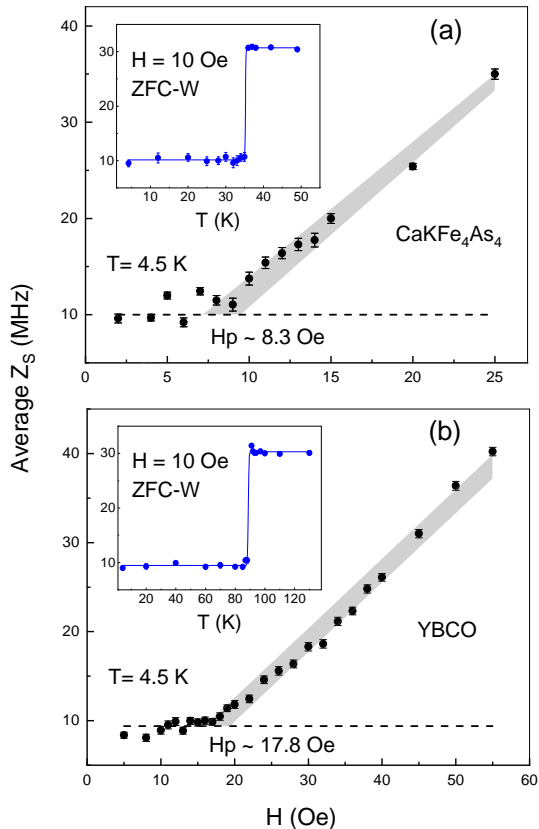 (a)
H = 10 Oe
ZFC-W
30
20
10
10 20 30 40 50
T (K)
40
30
20
10
0
CaKFe₄As₄
T= 4.5 K
Hp ~ 8.3 Oe
0 5 10 15 20 25
Average Z_S (MHz)
(b)
H = 10 Oe
ZFC-W
30
20
10
20 40 60 80 100 120
T (K)
40
30
20
10
0
YBCO
T= 4.5 K
Hp ~ 17.8 Oe
0 10 20 30 40 50 60
H (Oe)